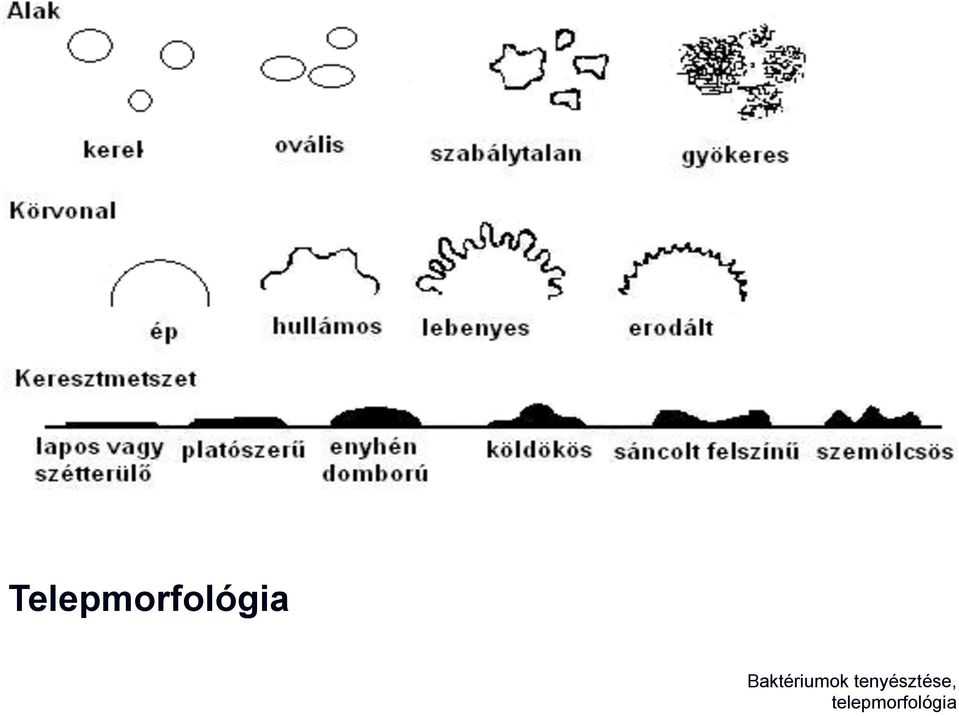 Alak
kerek
ovális
szabálytalan
gyökeres
Körvonal
ép
hullámos
lebenyes
erodált
Keresztmetszet
lapos vagy
szétterülő
platószerű
enyhén
domború
köldökös
sáncolt felszínű
szemölcsös
Telepmorfológia
Baktériumok tenyésztése,
telepmorfológia